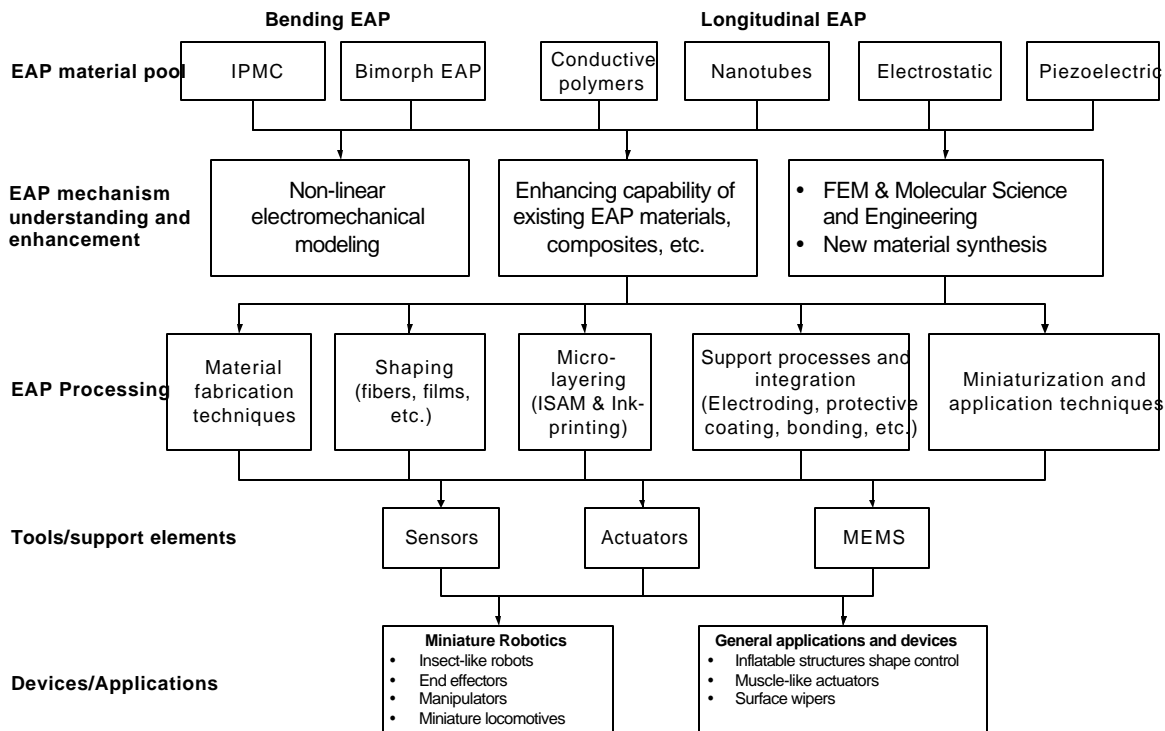 Bending EAP
Longitudinal EAP
EAP material pool
IPMC
Bimorph EAP
Conductive
polymers
Nanotubes
Electrostatic
Piezoelectric
EAP mechanism
understanding and
enhancement
Non-linear
electromechanical
modeling
Enhancing capability of
existing EAP materials,
composites, etc.
• FEM & Molecular Science
and Engineering
• New material synthesis
EAP Processing
Material
fabrication
techniques
Shaping
(fibers, films,
etc.)
Micro-
layering
(ISAM & Ink-
printing)
Support processes and
integration
(Electroding, protective
coating, bonding, etc.)
Miniaturization and
application techniques
Tools/support elements
Sensors
Actuators
MEMS
Devices/Applications
Miniature Robotics
• Insect-like robots
• End effectors
• Manipulators
• Miniature locomotives
General applications and devices
• Inflatable structures shape control
• Muscle-like actuators
• Surface wipers